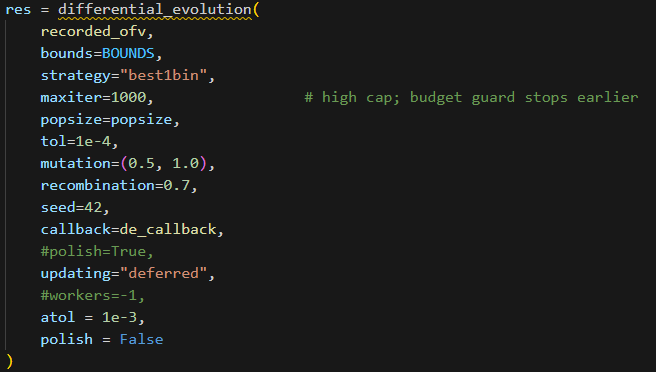 res = differential_evolution(
    recorded_ofv,
    bounds=BOUNDS,
    strategy="best1bin",
    maxiter=1000,                  # high cap; budget guard stops earlier
    popsize=popsize,
    tol=1e-4,
    mutation=(0.5, 1.0),
    recombination=0.7,
    seed=42,
    callback=de_callback,
    #polish=True,
    updating="deferred",
    #workers=-1,
    atol = 1e-3,
    polish = False
)